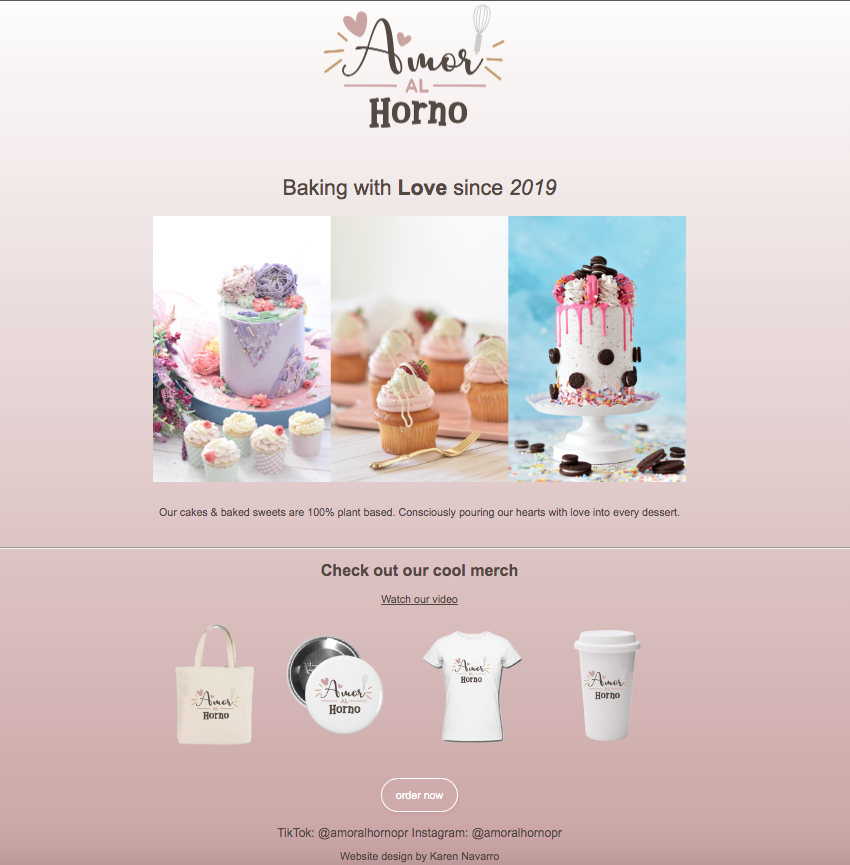 Amor
AL
Horno
Baking with Love since 2019
Our cakes & baked sweets are 100% plant based. Consciously pouring our hearts with love into every dessert.
Check out our cool merch
Watch our video
Amor
AL
Horno
Amor
AL
Horno
Amor
AL
Horno
Amor
AL
Horno
order now
TikTok: @amoralhornopr Instagram: @amoralhornopr
Website design by Karen Navarro